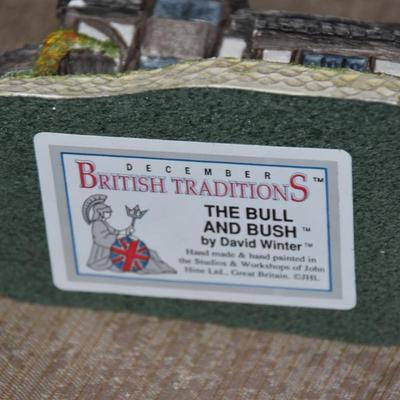 DECEMBER
BRITISH TRADITIONS™
THE BULL
AND BUSH™
by David Winter™
Hand made & hand painted in
the Studios & Workshops of John
Hine Ltd., Great Britain. ©JHL.